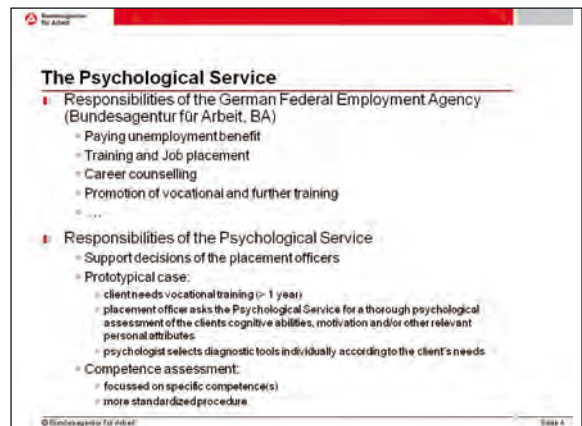 Bundesagentur
für Arbeit
The Psychological Service
Responsibilities of the German Federal Employment Agency
(Bundesagentur für Arbeit, BA)
Paying unemployment benefit
Training and Job placement
Career counselling
Promotion of vocational and further training
…
Responsibilities of the Psychological Service
Support decisions of the placement officers
Prototypical case:
client needs vocational training (> 1 year)
placement officer asks the Psychological Service for a thorough psychological
assessment of the clients cognitive abilities, motivation and/or other relevant
personal attributes
psychologist selects diagnostic tools individually according to the client's needs
Competence assessment:
focussed on specific competence(s)
more standardized procedure
© Bundesagentur für Arbeit
Slide 4